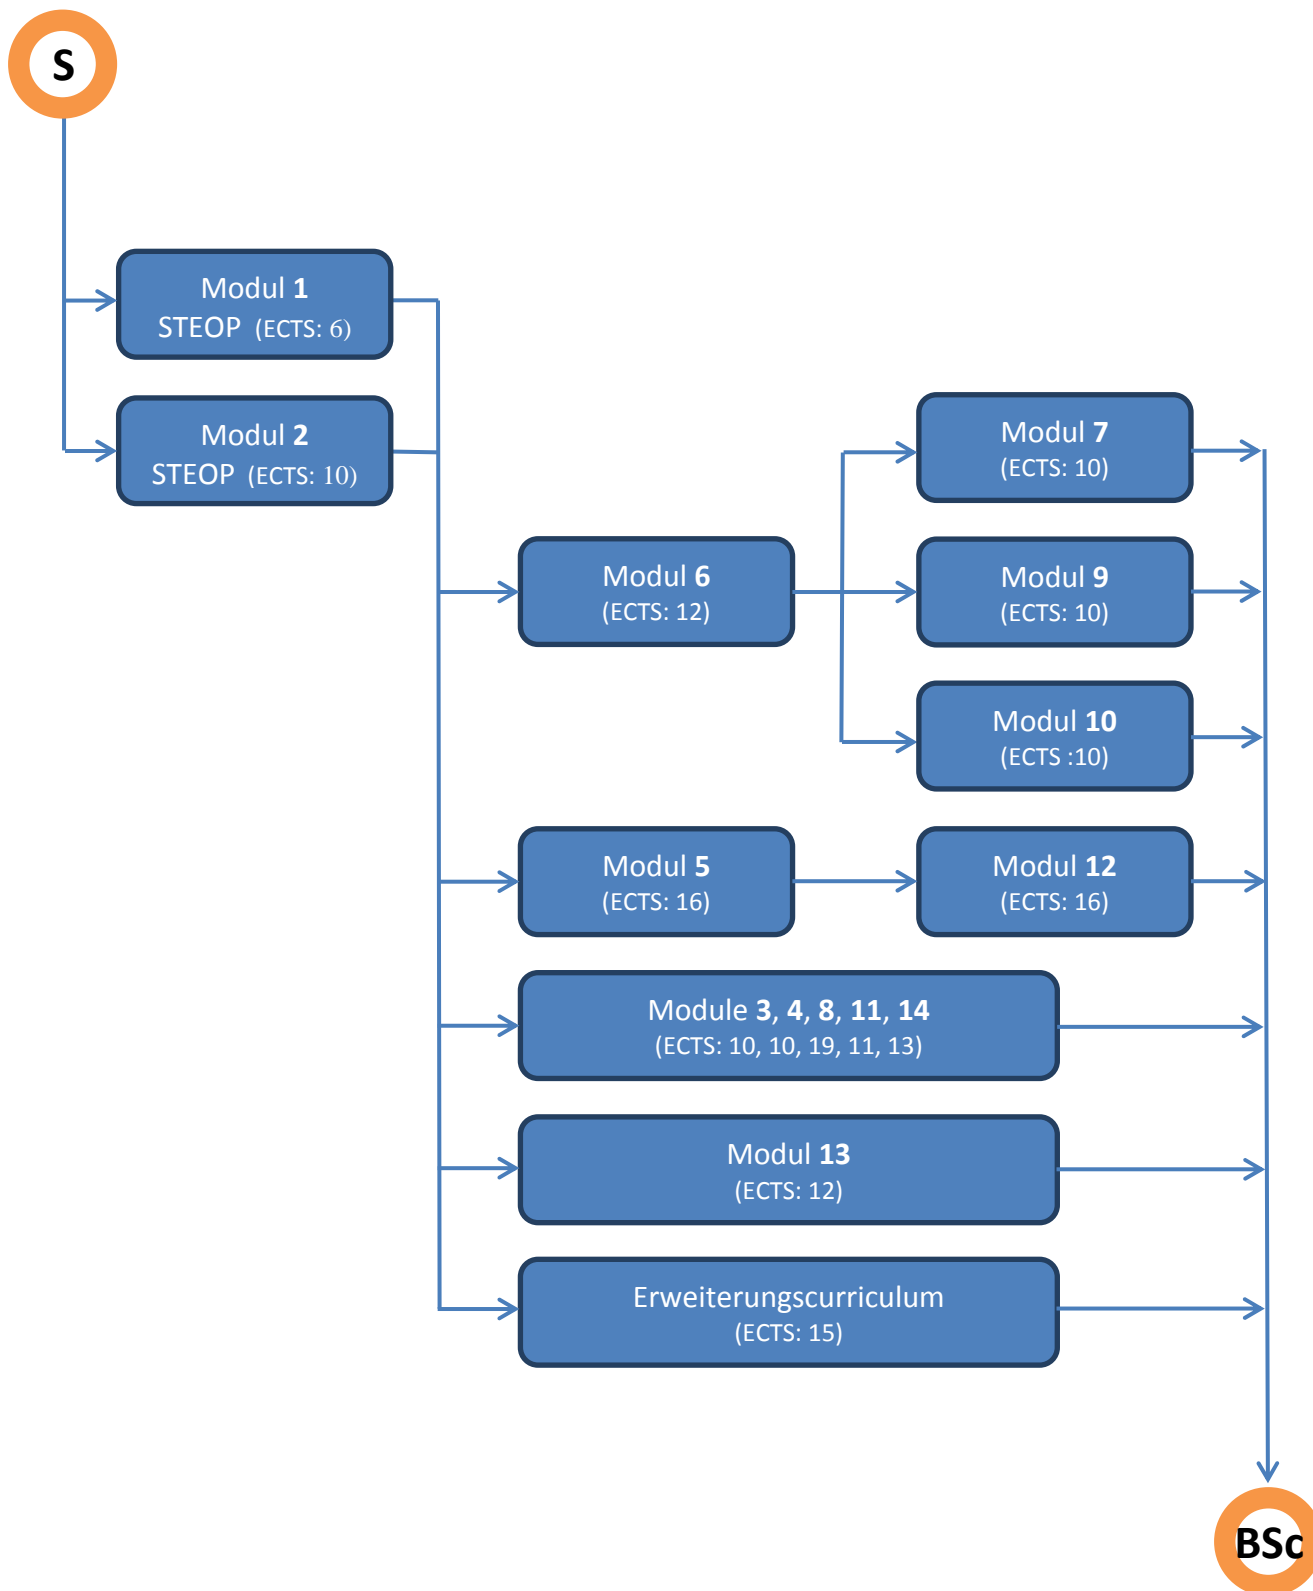 S
Modul 1
STEOP (ECTS: 6)
Modul 2
STEOP (ECTS: 10)
Modul 7
(ECTS: 10)
Modul 6
(ECTS: 12)
Modul 9
(ECTS: 10)
Modul 10
(ECTS :10)
Modul 5
(ECTS: 16)
Modul 12
(ECTS: 16)
Module 3, 4, 8, 11, 14
(ECTS: 10, 10, 19, 11, 13)
Modul 13
(ECTS: 12)
Erweiterungscurriculum
(ECTS: 15)
BSc